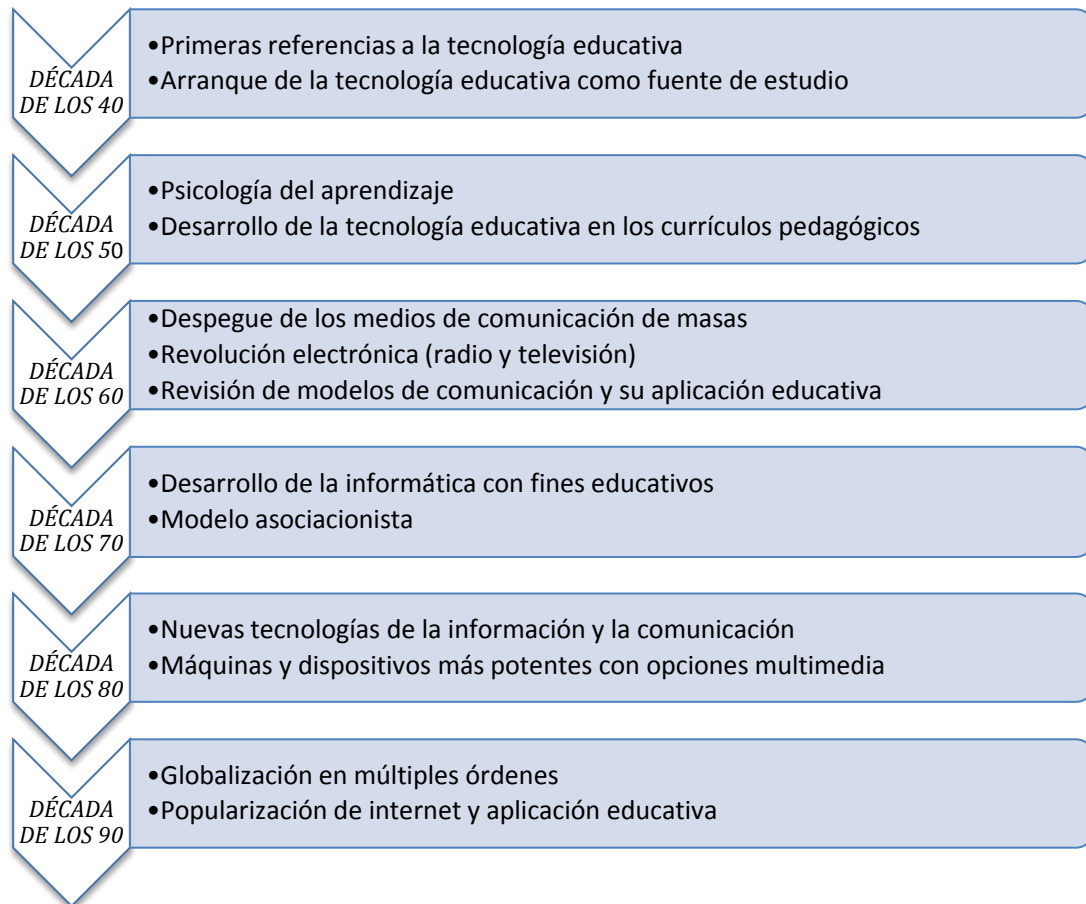 DÉCADA
DE LOS 40
•Primeras referencias a la tecnología educativa
•Arranque de la tecnología educativa como fuente de estudio
DÉCADA
DE LOS 50
•Psicología del aprendizaje
•Desarrollo de la tecnología educativa en los currículos pedagógicos
DÉCADA
DE LOS 60
•Despegue de los medios de comunicación de masas
•Revolución electrónica (radio y televisión)
•Revisión de modelos de comunicación y su aplicación educativa
DÉCADA
DE LOS 70
•Desarrollo de la informática con fines educativos
•Modelo asociacionista
DÉCADA
DE LOS 80
•Nuevas tecnologías de la información y la comunicación
•Máquinas y dispositivos más potentes con opciones multimedia
DÉCADA
DE LOS 90
•Globalización en múltiples órdenes
•Popularización de internet y aplicación educativa